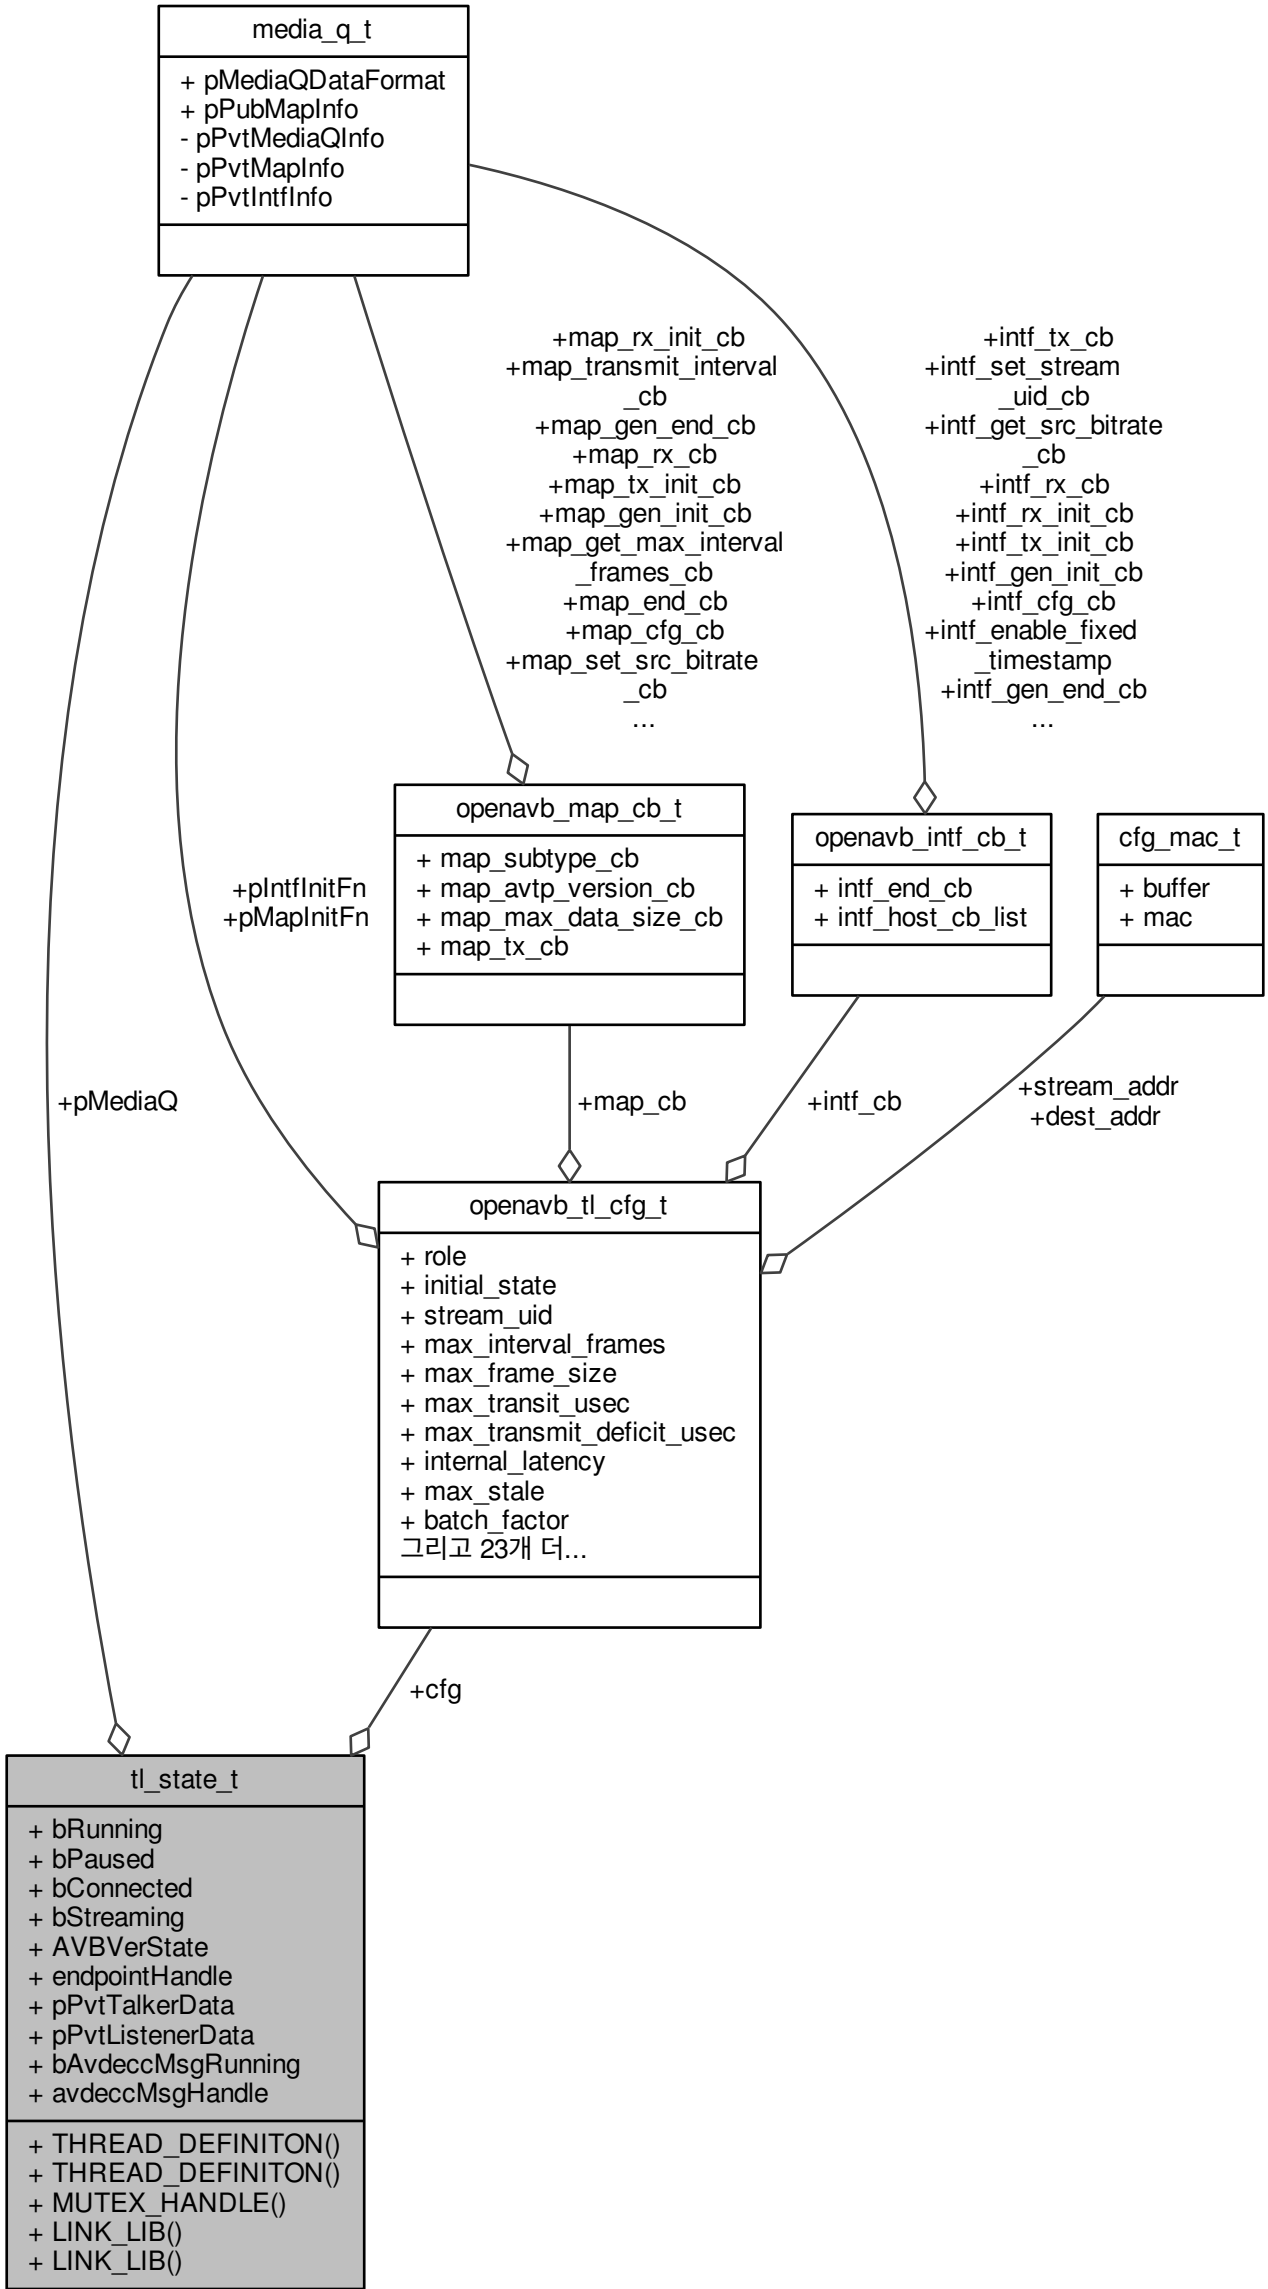 media_q_t
+ pMediaQDataFormat
+ pPubMapInfo
- pPvtMediaQInfo
- pPvtMapInfo
- pPvtIntfInfo
+map_rx_init_cb
+map_transmit_interval
_cb
+map_gen_end_cb
+map_rx_cb
+map_tx_init_cb
+map_gen_init_cb
+map_get_max_interval
_frames_cb
+map_end_cb
+map_cfg_cb
+map_set_src_bitrate
_cb
...
+intf_tx_cb
+intf_set_stream
_uid_cb
+intf_get_src_bitrate
_cb
+intf_rx_cb
+intf_rx_init_cb
+intf_tx_init_cb
+intf_gen_init_cb
+intf_cfg_cb
+intf_enable_fixed
_timestamp
+intf_gen_end_cb
...
+pIntfInitFn
+pMapInitFn
openavb_map_cb_t
+ map_subtype_cb
+ map_avtp_version_cb
+ map_max_data_size_cb
+ map_tx_cb
openavb_intf_cb_t
+ intf_end_cb
+ intf_host_cb_list
cfg_mac_t
+ buffer
+ mac
+pMediaQ
+map_cb
+intf_cb
+stream_addr
+dest_addr
openavb_tl_cfg_t
+ role
+ initial_state
+ stream_uid
+ max_interval_frames
+ max_frame_size
+ max_transit_usec
+ max_transmit_deficit_usec
+ internal_latency
+ max_stale
+ batch_factor
그리고 23개 더...
+cfg
tl_state_t
+ bRunning
+ bPaused
+ bConnected
+ bStreaming
+ AVBVerState
+ endpointHandle
+ pPvtTalkerData
+ pPvtListenerData
+ bAvdeccMsgRunning
+ avdeccMsgHandle
+ THREAD_DEFINITON()
+ THREAD_DEFINITON()
+ MUTEX_HANDLE()
+ LINK_LIB()
+ LINK_LIB()